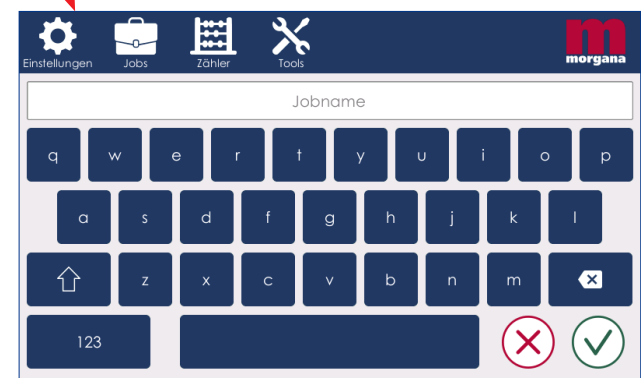 Einstellungen Jobs Zähler Tools
m
morgana
Jobname
q w e r t y u i o p
a s d f g h j k l
z x c v b n m
123